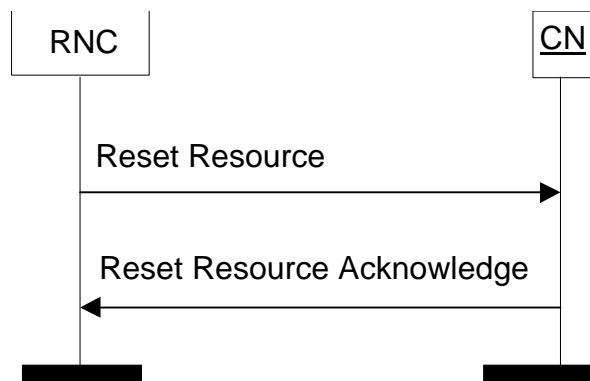 RNC
CN
Reset Resource
Reset Resource Acknowledge